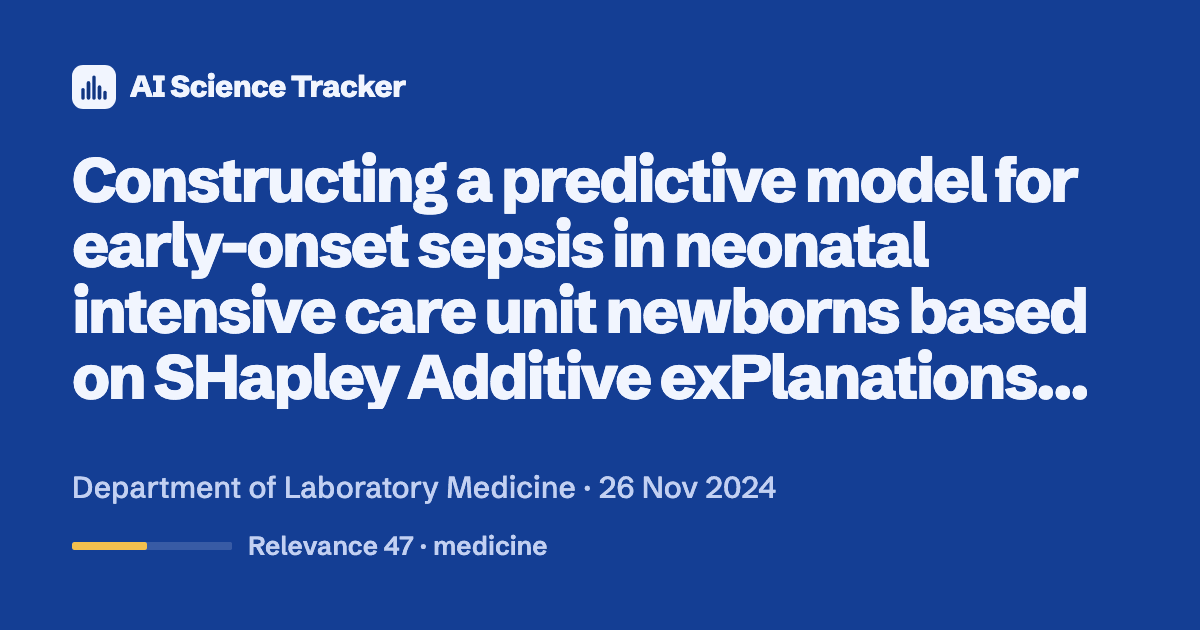 AI Science Tracker
Constructing a predictive model for
early-onset sepsis in neonatal
intensive care unit newborns based
on SHapley Additive exPlanations...
Department of Laboratory Medicine · 26 Nov 2024
Relevance 47 · medicine